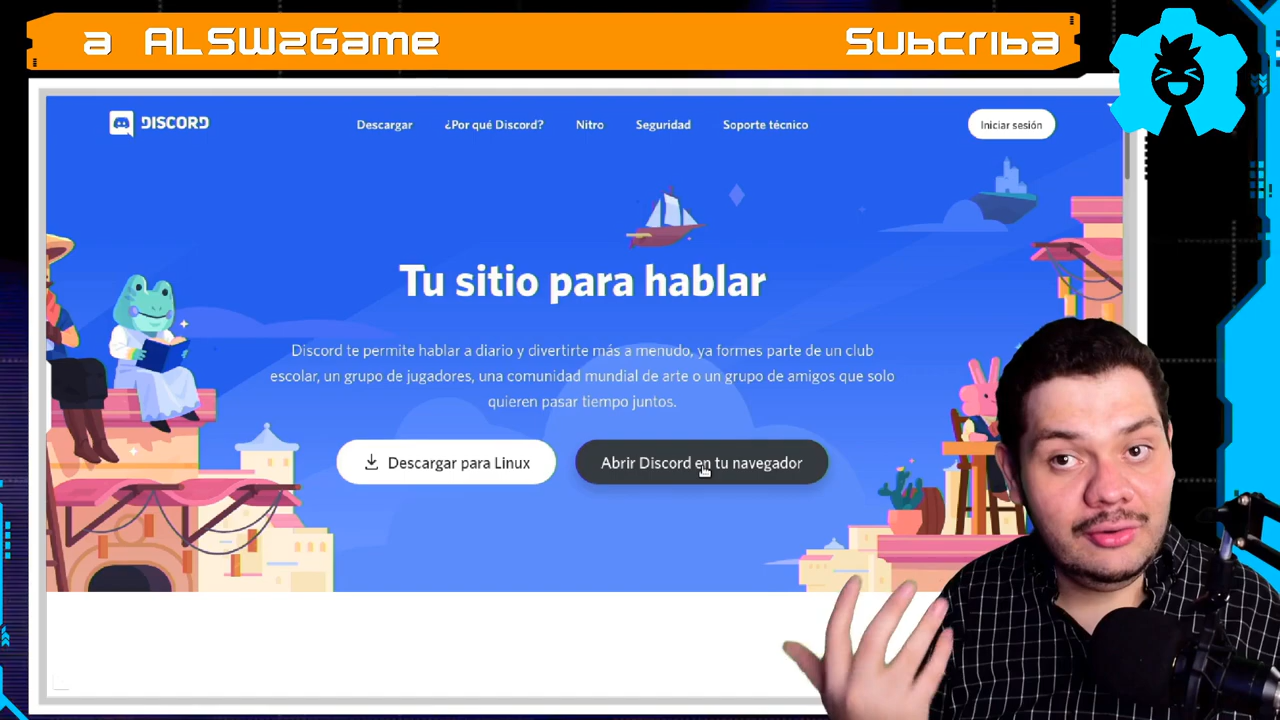 a ALSW2Game
Subcriba
DISCORD
Descargar
¿Por qué Discord?
Nitro
Seguridad
Soporte técnico
Iniciar sesión
Tu sitio para hablar
Discord te permite hablar a diario y divertirte más a menudo, ya formes parte de un club
escolar, un grupo de jugadores, una comunidad mundial de arte o un grupo de amigos que solo
quieren pasar tiempo juntos.
Descargar para Linux
Abrir Discord en tu navegador